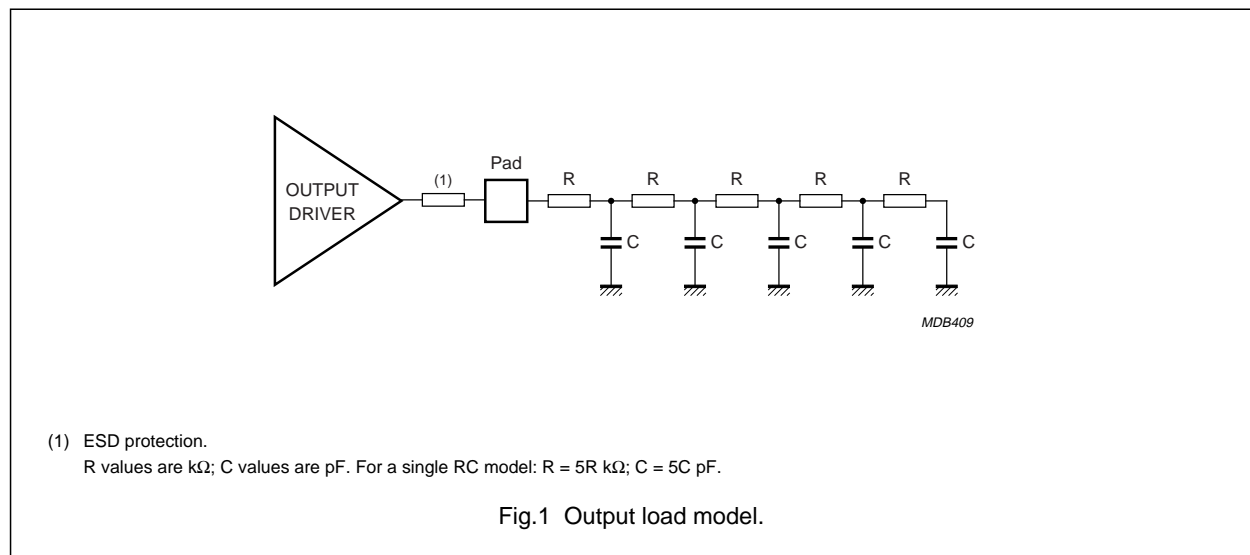 Pad
(1)
R R R R R
OUTPUT
DRIVER
C C C C C
MDB409
(1) ESD protection.
R values are kΩ; C values are pF. For a single RC model: R = 5R kΩ; C = 5C pF.
Fig.1 Output load model.